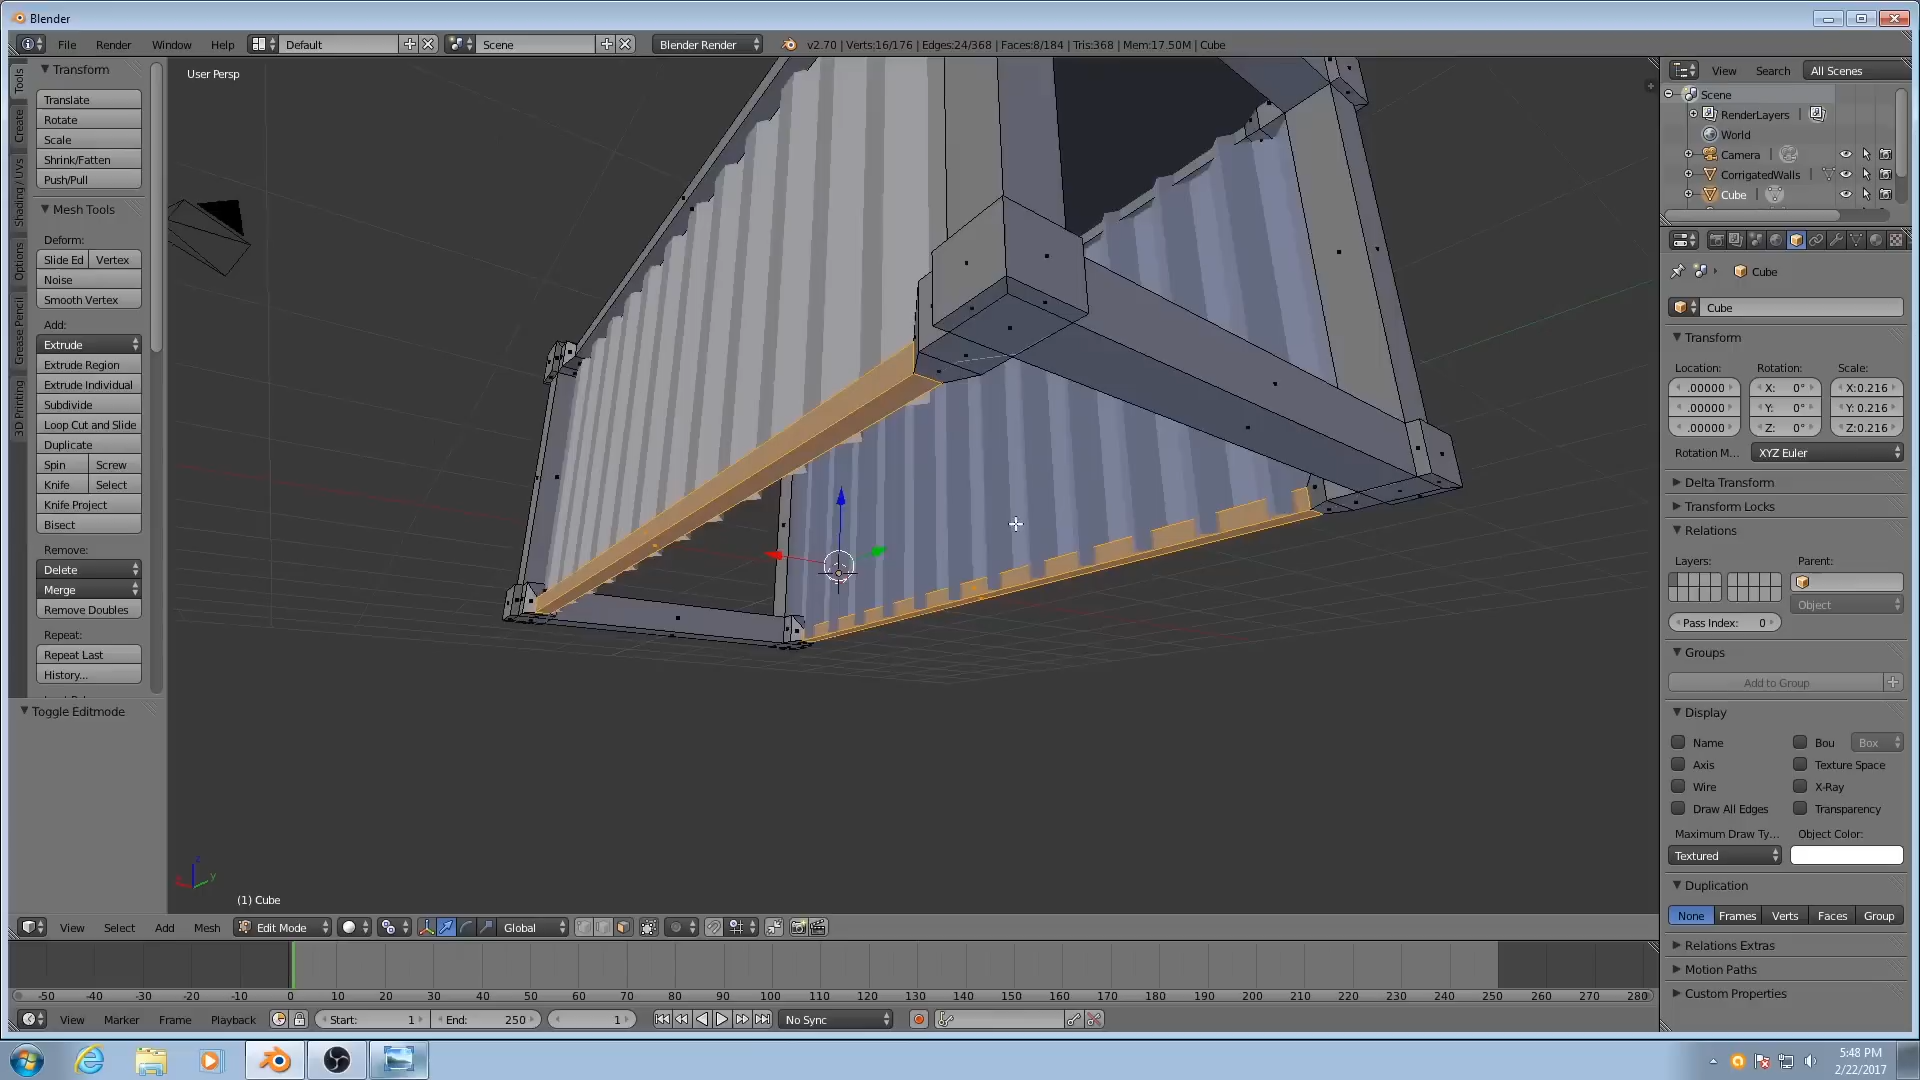 Blender
File Render Window Help Default Scene Blender Render v2.70 | Verts:16/176 | Edges:24/368 | Faces:8/184 | Tris:368 | Mem:17.50M | Cube
Transform
Translate
Rotate
Scale
Shrink/Fatten
Push/Pull
Mesh Tools
Deform:
Slide Ed Vertex
Noise
Smooth Vertex
Add:
Extrude
Extrude Region
Extrude Individual
Subdivide
Loop Cut and Slide
Duplicate
Spin Screw
Knife Select
Knife Project
Bisect
Remove:
Delete
Merge
Remove Doubles
Repeat:
Repeat Last
History...
Toggle Editmode
Tools
Create
Shading / UVs
Options
Grease Pencil
3D Printing
User Persp
(1) Cube
View Search All Scenes
Scene
RenderLayers
World
Camera
CorrigatedWalls
Cube
Cube
Cube
Transform
Location: Rotation: Scale:
.00000 X: 0° X:0.216
.00000 Y: 0° Y: 0.216
.00000 Z: 0° Z:0.216
Rotation M... XYZ Euler
Delta Transform
Transform Locks
Relations
Layers: Parent:
Object
Pass Index: 0
Groups
Add to Group
Display
Name Bou Box
Axis Texture Space
Wire X-Ray
Draw All Edges Transparency
Maximum Draw Ty... Object Color:
Textured
Duplication
None Frames Verts Faces Group
Relations Extras
Motion Paths
Custom Properties
View Select Add Mesh Edit Mode Global
-50 -40 -30 -20 -10 0 10 20 30 40 50 60 70 80 90 100 110 120 130 140 150 160 170 180 190 200 210 220 230 240 250 260 270 280
View Marker Frame Playback Start: 1 End: 250 1 No Sync
5:48 PM
2/22/2017